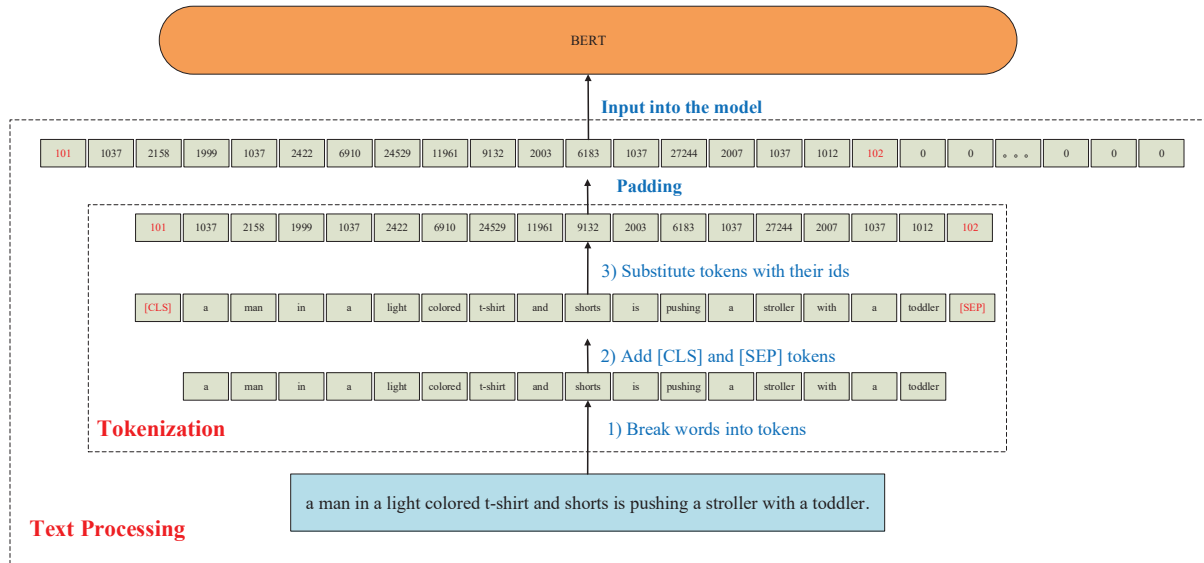 BERT
Input into the model
101 1037 2158 1999 1037 2422 6910 24529 11961 9132 2003 6183 1037 27244 2007 1037 1012 102 0 0 。。。 0 0 0
Padding
101 1037 2158 1999 1037 2422 6910 24529 11961 9132 2003 6183 1037 27244 2007 1037 1012 102
3) Substitute tokens with their ids
[CLS] a man in a light colored t-shirt and shorts is pushing a stroller with a toddler [SEP]
2) Add [CLS] and [SEP] tokens
a man in a light colored t-shirt and shorts is pushing a stroller with a toddler
Tokenization
1) Break words into tokens
a man in a light colored t-shirt and shorts is pushing a stroller with a toddler.
Text Processing